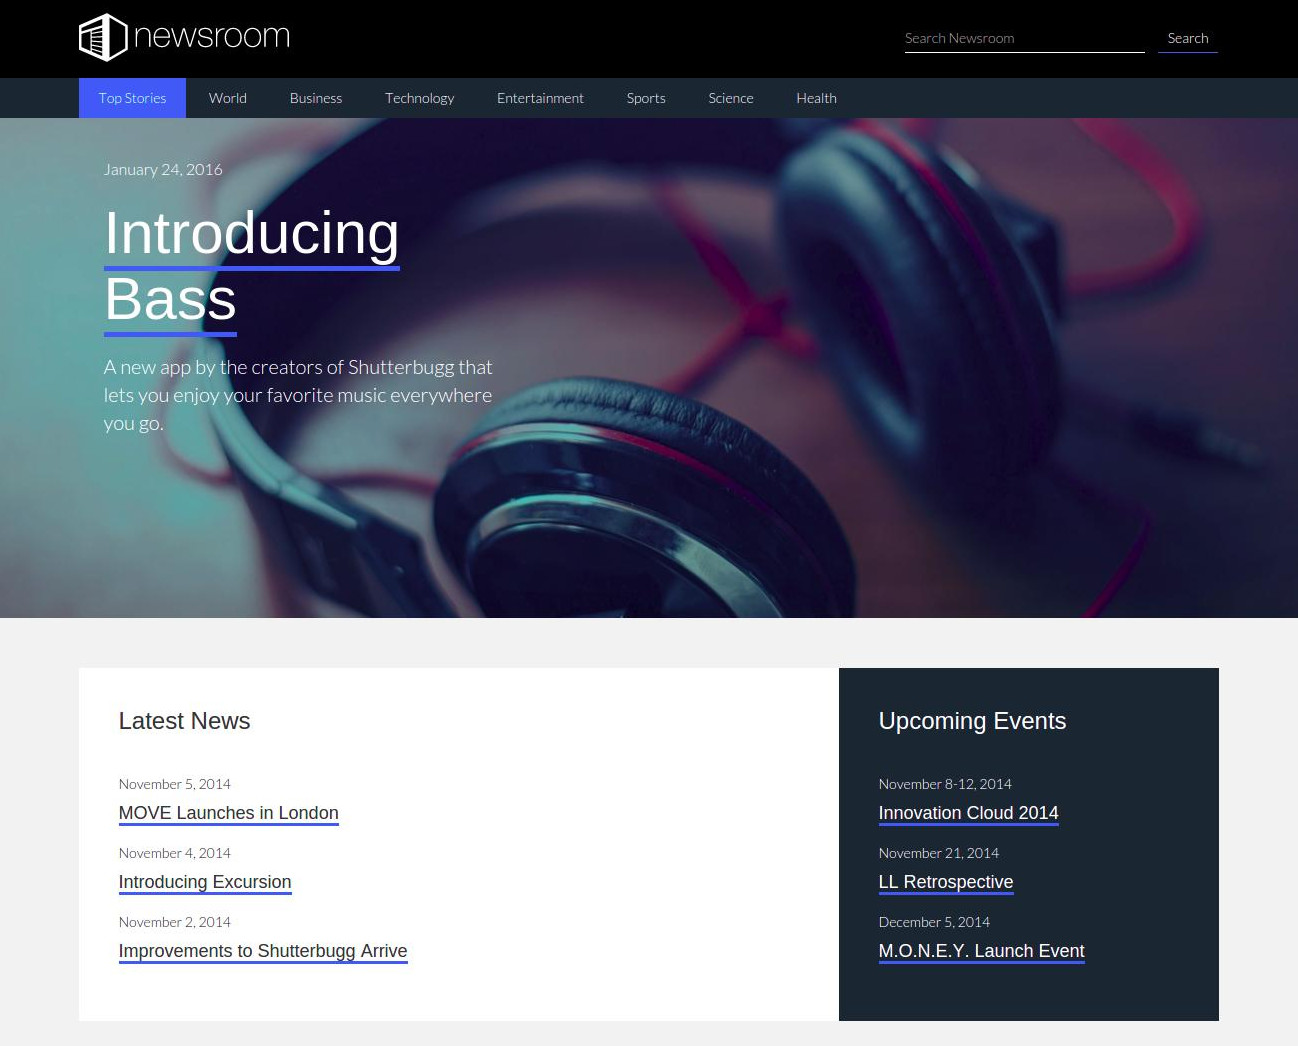 newsroom
Search Newsroom
Search
Top Stories World Business Technology Entertainment Sports Science Health
January 24, 2016
Introducing
Bass
A new app by the creators of Shutterbugg that
lets you enjoy your favorite music everywhere
you go.
Latest News
November 5, 2014
MOVE Launches in London
November 4, 2014
Introducing Excursion
November 2, 2014
Improvements to Shutterbugg Arrive
Upcoming Events
November 8-12, 2014
Innovation Cloud 2014
November 21, 2014
LL Retrospective
December 5, 2014
M.O.N.E.Y. Launch Event